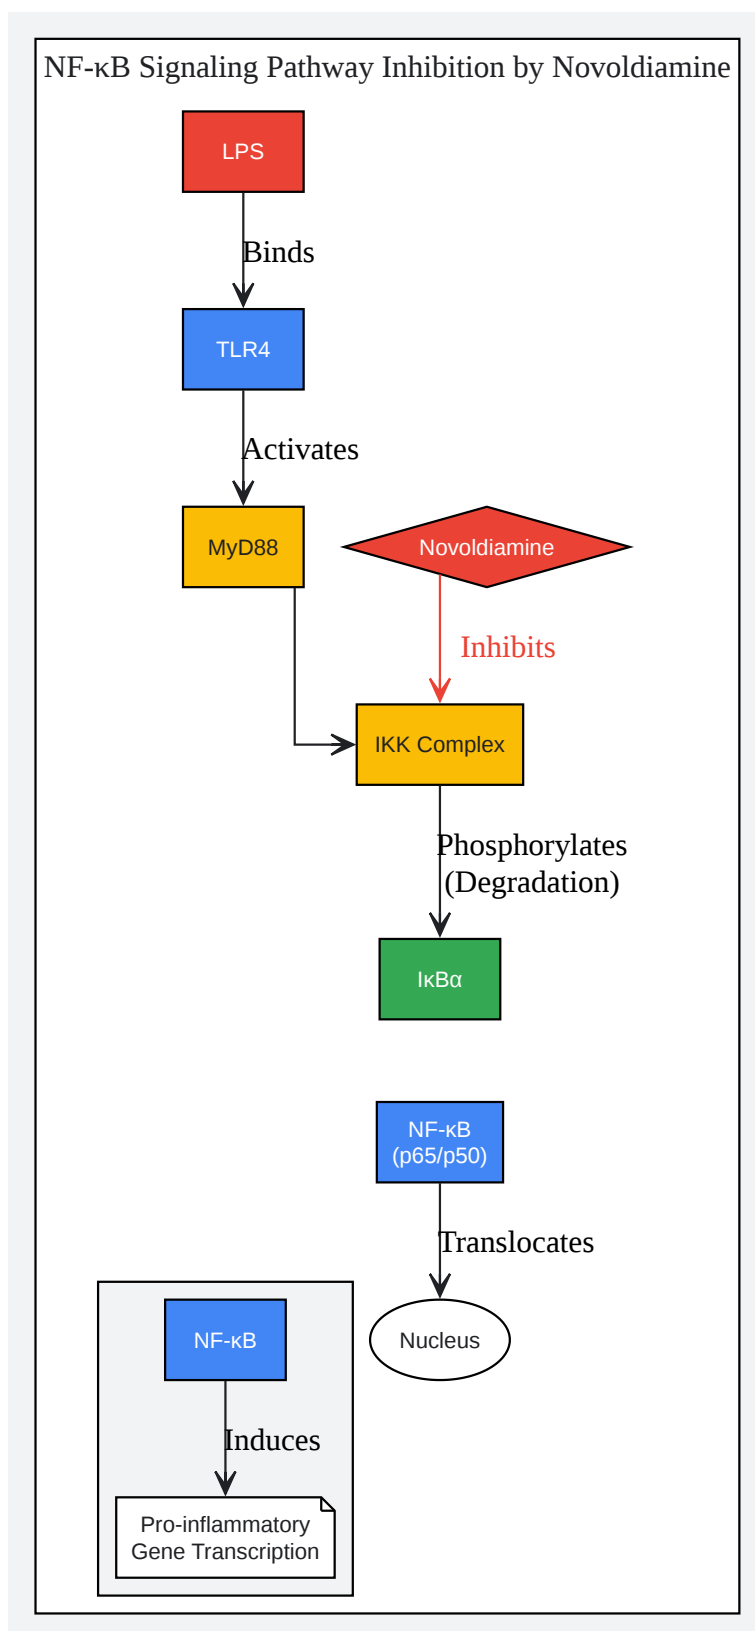 NF-κB Signaling Pathway Inhibition by Novoldiamine
LPS
Binds
TLR4
Activates
MyD88
Novoldiamine
Inhibits
IKK Complex
Phosphorylates
(Degradation)
IκBα
NF-κB
(p65/p50)
Translocates
NF-κB
Nucleus
Induces
Pro-inflammatory
Gene Transcription